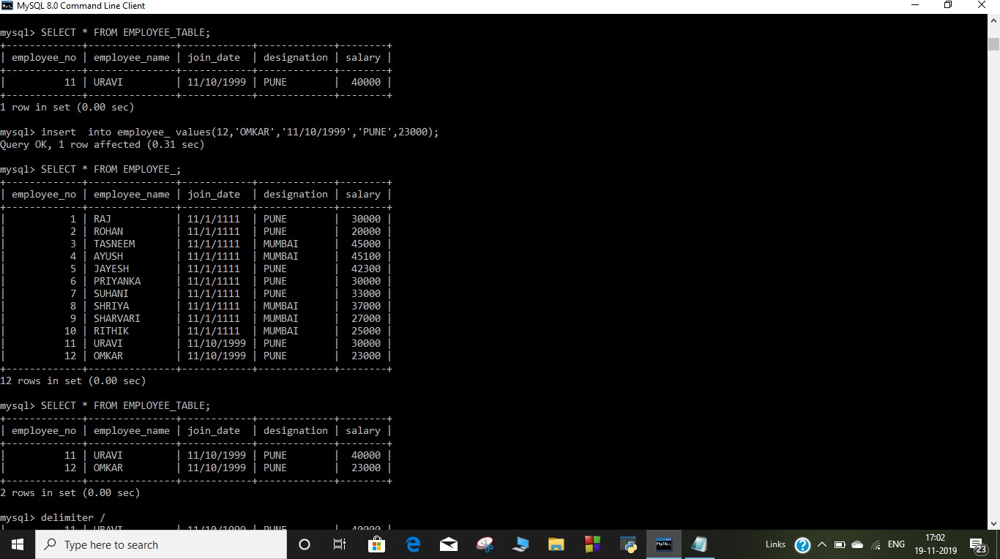 MySQL 8.0 Command Line Client
mysql> SELECT * FROM EMPLOYEE_TABLE;
+-------------+---------------+------------+-------------+--------+
| employee_no | employee_name | join_date  | designation | salary |
+-------------+---------------+------------+-------------+--------+
|          11 | URAVI         | 11/10/1999 | PUNE        |  40000 |
+-------------+---------------+------------+-------------+--------+
1 row in set (0.00 sec)
mysql> insert  into employee_ values(12,'OMKAR','11/10/1999','PUNE',23000);
Query OK, 1 row affected (0.31 sec)
mysql> SELECT * FROM EMPLOYEE_;
+-------------+---------------+------------+-------------+--------+
| employee_no | employee_name | join_date  | designation | salary |
+-------------+---------------+------------+-------------+--------+
|           1 | RAJ           | 11/1/1111  | PUNE        |  30000 |
|           2 | ROHAN         | 11/1/1111  | PUNE        |  20000 |
|           3 | TASNEEM       | 11/1/1111  | MUMBAI      |  45000 |
|           4 | AYUSH         | 11/1/1111  | MUMBAI      |  45100 |
|           5 | JAYESH        | 11/1/1111  | PUNE        |  42300 |
|           6 | PRIYANKA      | 11/1/1111  | PUNE        |  30000 |
|           7 | SUHANI        | 11/1/1111  | PUNE        |  33000 |
|           8 | SHRIYA        | 11/1/1111  | MUMBAI      |  37000 |
|           9 | SHARVARI      | 11/1/1111  | MUMBAI      |  27000 |
|          10 | RITHIK        | 11/1/1111  | MUMBAI      |  25000 |
|          11 | URAVI         | 11/10/1999 | PUNE        |  30000 |
|          12 | OMKAR         | 11/10/1999 | PUNE        |  23000 |
+-------------+---------------+------------+-------------+--------+
12 rows in set (0.00 sec)
mysql> SELECT * FROM EMPLOYEE_TABLE;
+-------------+---------------+------------+-------------+--------+
| employee_no | employee_name | join_date  | designation | salary |
+-------------+---------------+------------+-------------+--------+
|          11 | URAVI         | 11/10/1999 | PUNE        |  40000 |
|          12 | OMKAR         | 11/10/1999 | PUNE        |  23000 |
+-------------+---------------+------------+-------------+--------+
2 rows in set (0.00 sec)
mysql> delimiter /
|          11 | URAVI         | 11/10/1999 | PUNE        |  40000 |
Type here to search
Links
ENG
17:02
19-11-2019
23